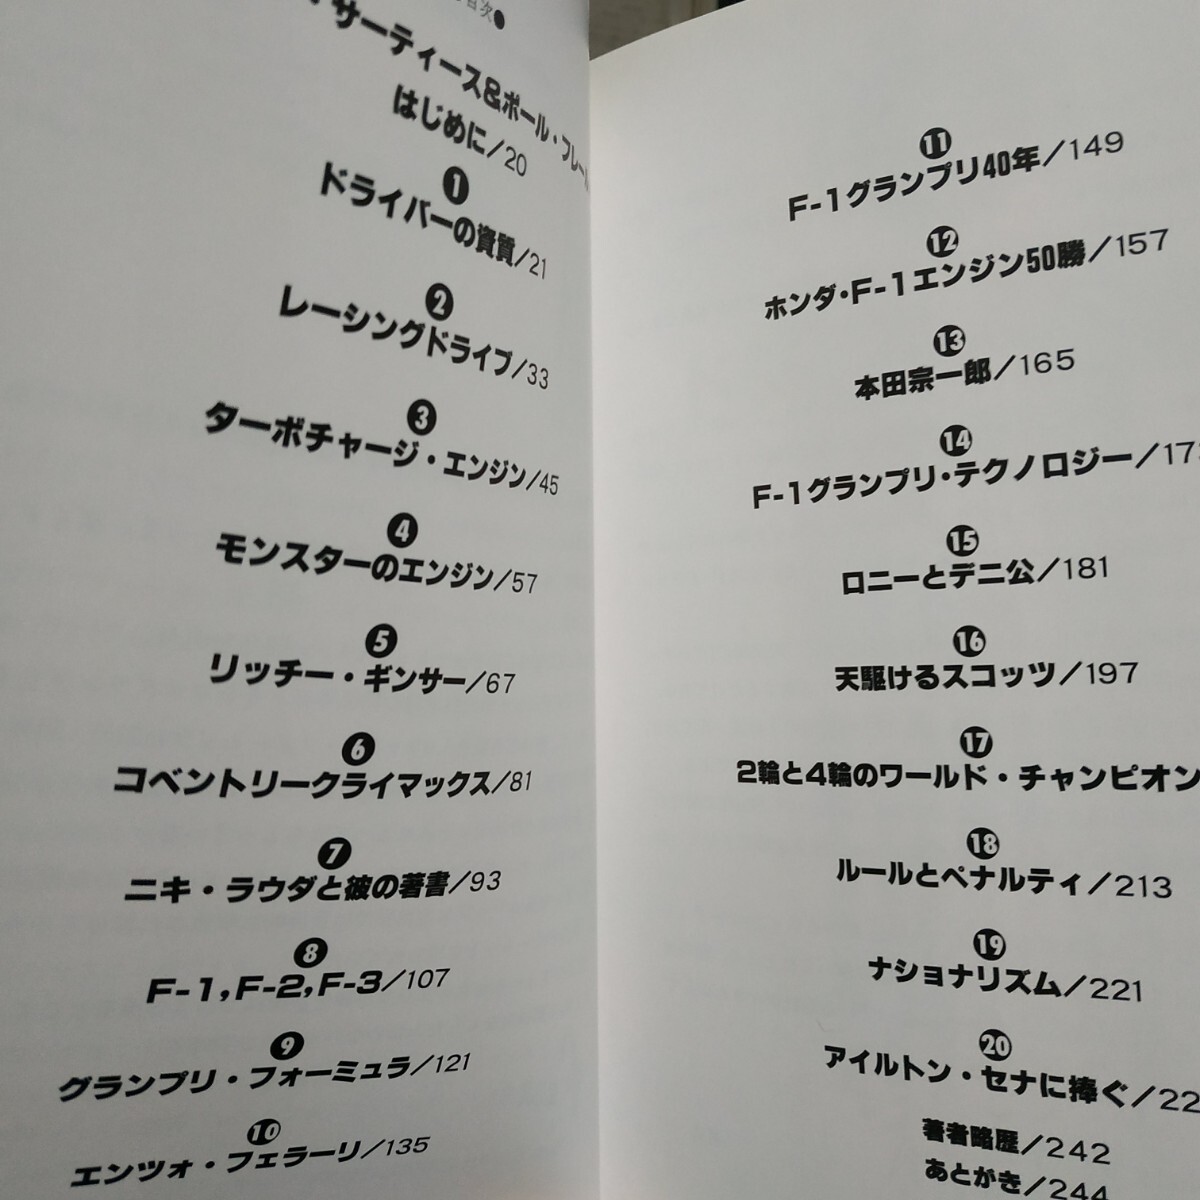 目次●
・サーティース&ポール・フレー
はじめに/20
❶
ドライバーの資質/21
❷
レーシングドライブ/33
❸
ターボチャージ・エンジン/45
❹
モンスターのエンジン/57
❺
リッチー・ギンサー/67
❻
コベントリークライマックス/81
❼
ニキ・ラウダと彼の著書/93
❽
F-1,F-2,F-3/107
❾
グランプリ・フォーミュラ/121
❿
エンツォ・フェラーリ/135
⓫
F-1グランプリ40年/149
⓬
ホンダ・F-1エンジン50勝/157
⓭
本田宗一郎/165
⓮
F-1グランプリ・テクノロジー/173
⓯
ロニーとデニ公/181
⓰
天駆けるスコッツ/197
⓱
2輪と4輪のワールド・チャンピオン
⓲
ルールとペナルティ/213
⓳
ナショナリズム/221
⓴
アイルトン・セナに捧ぐ/22
著者略歴/242
あとがき/244